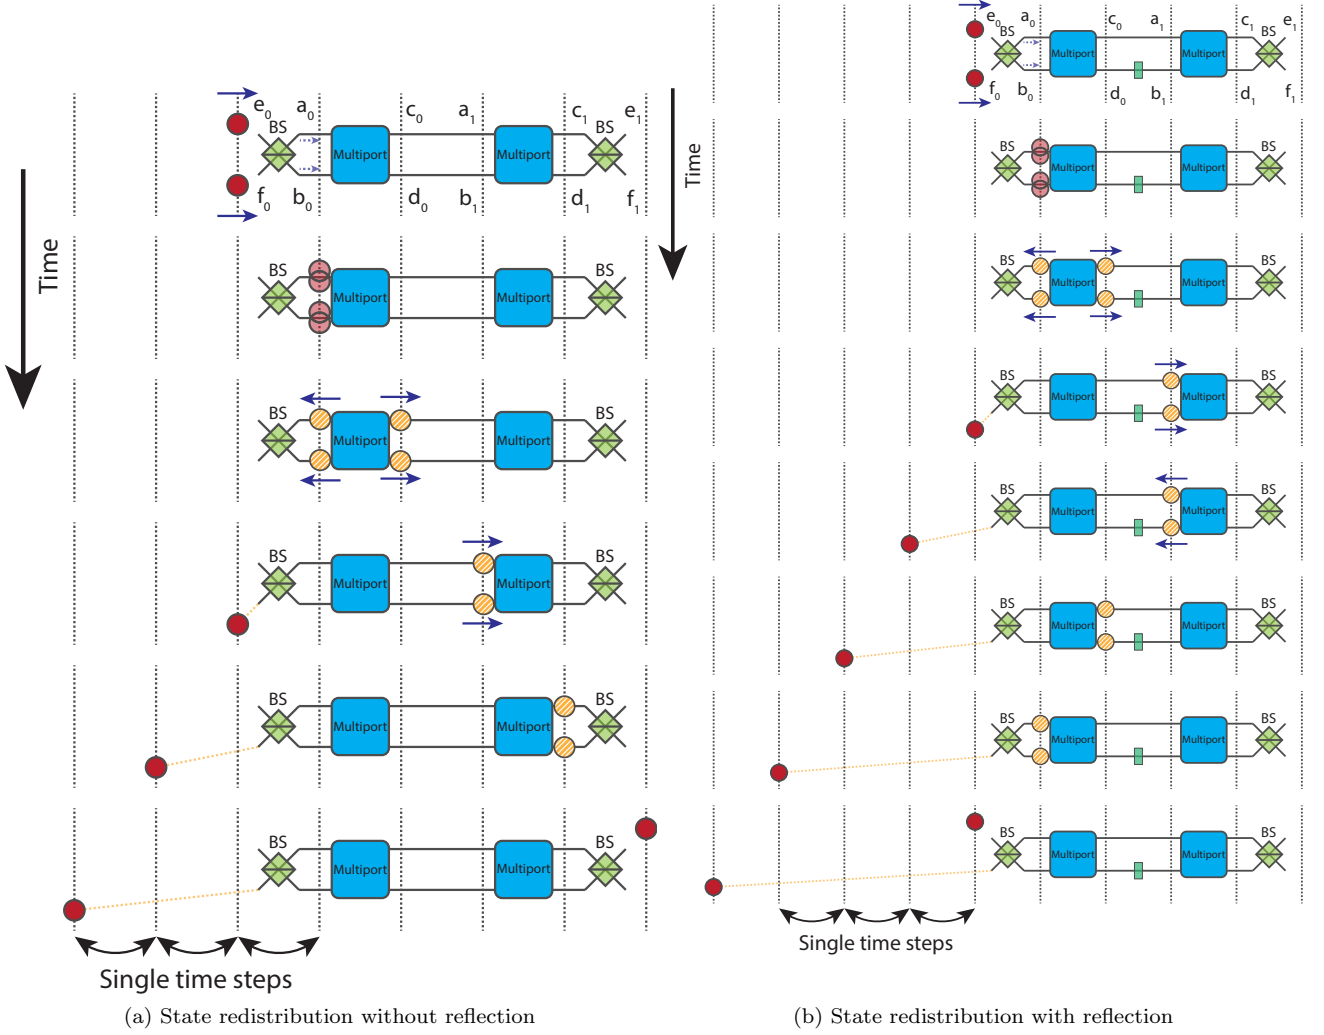 e0 a0 c0 a1 c1 e1
BS Multiport Multiport BS
f0 b0 d0 b1 d1 f1
Time
BS Multiport Multiport BS
BS Multiport Multiport BS
BS Multiport Multiport BS
BS Multiport Multiport BS
BS Multiport Multiport BS
Single time steps
(a) State redistribution without reflection
e0 a0 c0 a1 c1 e1
BS Multiport Multiport BS
f0 b0 d0 b1 d1 f1
Time
BS Multiport Multiport BS
BS Multiport Multiport BS
BS Multiport Multiport BS
BS Multiport Multiport BS
BS Multiport Multiport BS
BS Multiport Multiport BS
BS Multiport Multiport BS
Single time steps
(b) State redistribution with reflection